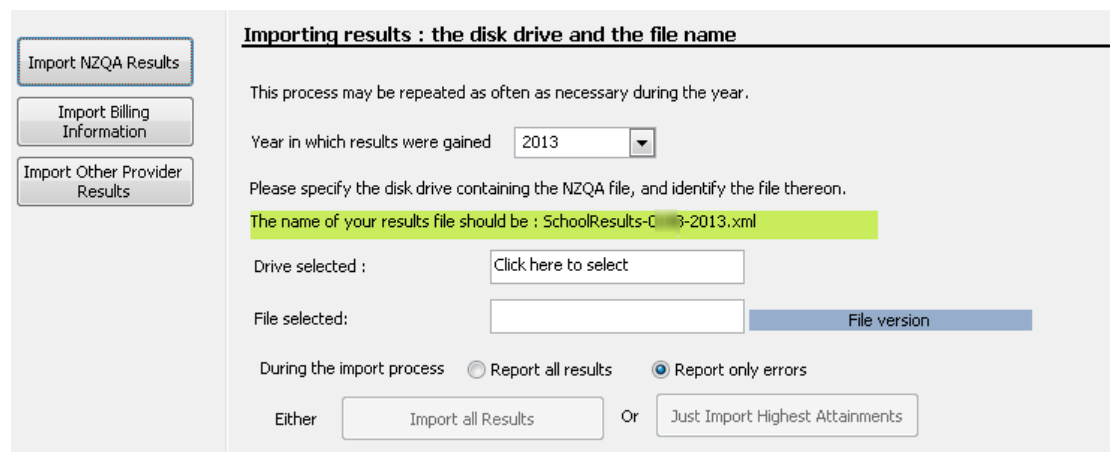 Importing results : the disk drive and the file name
Import NZQA Results
Import Billing
Information
Import Other Provider
Results
This process may be repeated as often as necessary during the year.
Year in which results were gained 2013
Please specify the disk drive containing the NZQA file, and identify the file thereon.
The name of your results file should be :
Drive selected : Click here to select
File selected: File version
During the import process Report all results Report only errors
Either Import all Results Or Just Import Highest Attainments